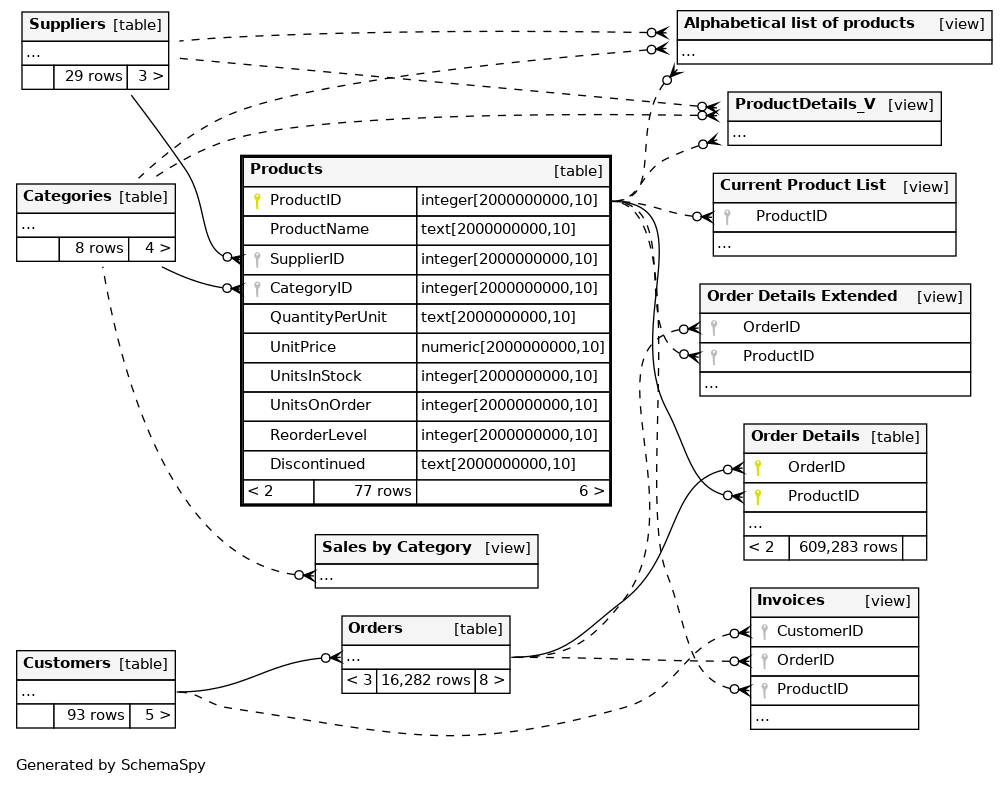 Suppliers [table]
...
29 rows 3 >
Alphabetical list of products [view]
...
ProductDetails_V [view]
...
Categories [table]
...
8 rows 4 >
Products [table]
ProductID integer[2000000000,10]
ProductName text[2000000000,10]
SupplierID integer[2000000000,10]
CategoryID integer[2000000000,10]
QuantityPerUnit text[2000000000,10]
UnitPrice numeric[2000000000,10]
UnitsInStock integer[2000000000,10]
UnitsOnOrder integer[2000000000,10]
ReorderLevel integer[2000000000,10]
Discontinued text[2000000000,10]
< 2 77 rows 6 >
Current Product List [view]
ProductID
...
Order Details Extended [view]
OrderID
ProductID
...
Order Details [table]
OrderID
ProductID
...
< 2 609,283 rows
Sales by Category [view]
...
Invoices [view]
CustomerID
OrderID
ProductID
...
Orders [table]
...
< 3 16,282 rows 8 >
Customers [table]
...
93 rows 5 >
Generated by SchemaSpy